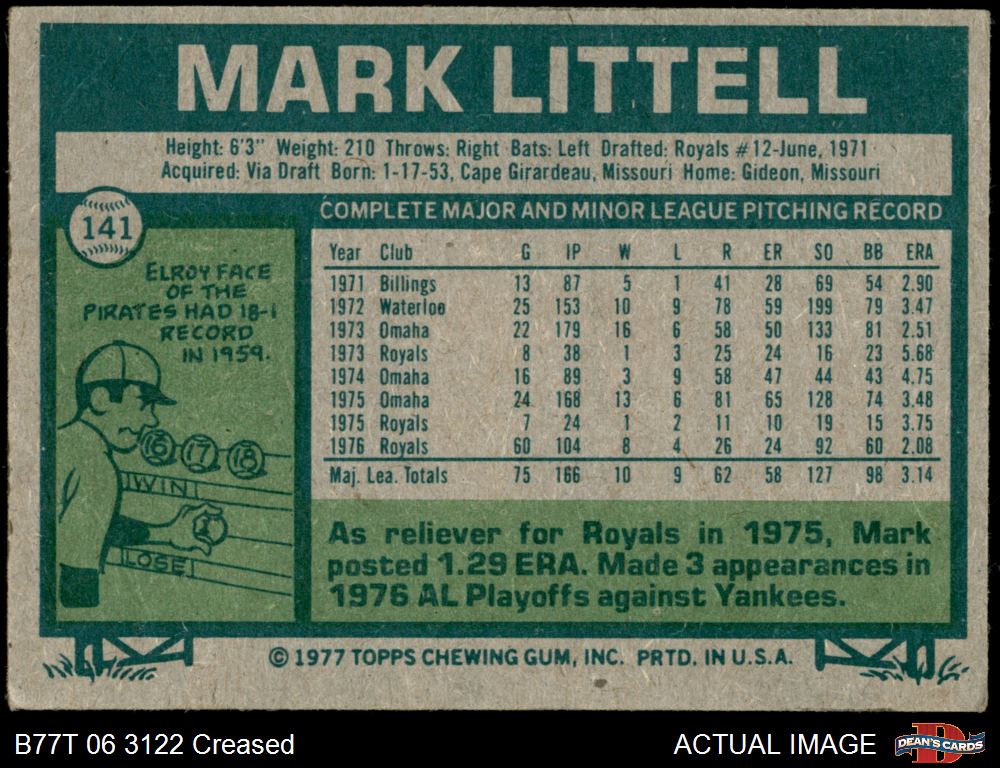 MARK LITTELL
Height: 6'3" Weight: 210 Throws: Right Bats: Left Drafted: Royals #12-June, 1971
Acquired: Via Draft Born: 1-17-53, Cape Girardeau, Missouri Home: Gideon, Missouri
141
ELROY FACE
OF THE
PIRATES HAD 18-1
RECORD
IN 1959.
16 17 18
WIN
1
LOSE
COMPLETE MAJOR AND MINOR LEAGUE PITCHING RECORD
Year Club G IP W L R ER SO BB ERA
1971 Billings 13 87 5 1 41 28 69 54 2.90
1972 Waterloo 25 153 10 9 78 59 199 79 3.47
1973 Omaha 22 179 16 6 58 50 133 81 2.51
1973 Royals 8 38 1 3 25 24 16 23 5.68
1974 Omaha 16 89 3 9 58 47 44 43 4.75
1975 Omaha 24 168 13 6 81 65 128 74 3.48
1975 Royals 7 24 1 2 11 10 19 15 3.75
1976 Royals 60 104 8 4 26 24 92 60 2.08
Maj. Lea. Totals 75 166 10 9 62 58 127 98 3.14
As reliever for Royals in 1975, Mark
posted 1.29 ERA. Made 3 appearances in
1976 AL Playoffs against Yankees.
© 1977 TOPPS CHEWING GUM, INC. PRTD. IN U.S.A.
B77T 06 3122 Creased
ACTUAL IMAGE
DEAN'S CARDS